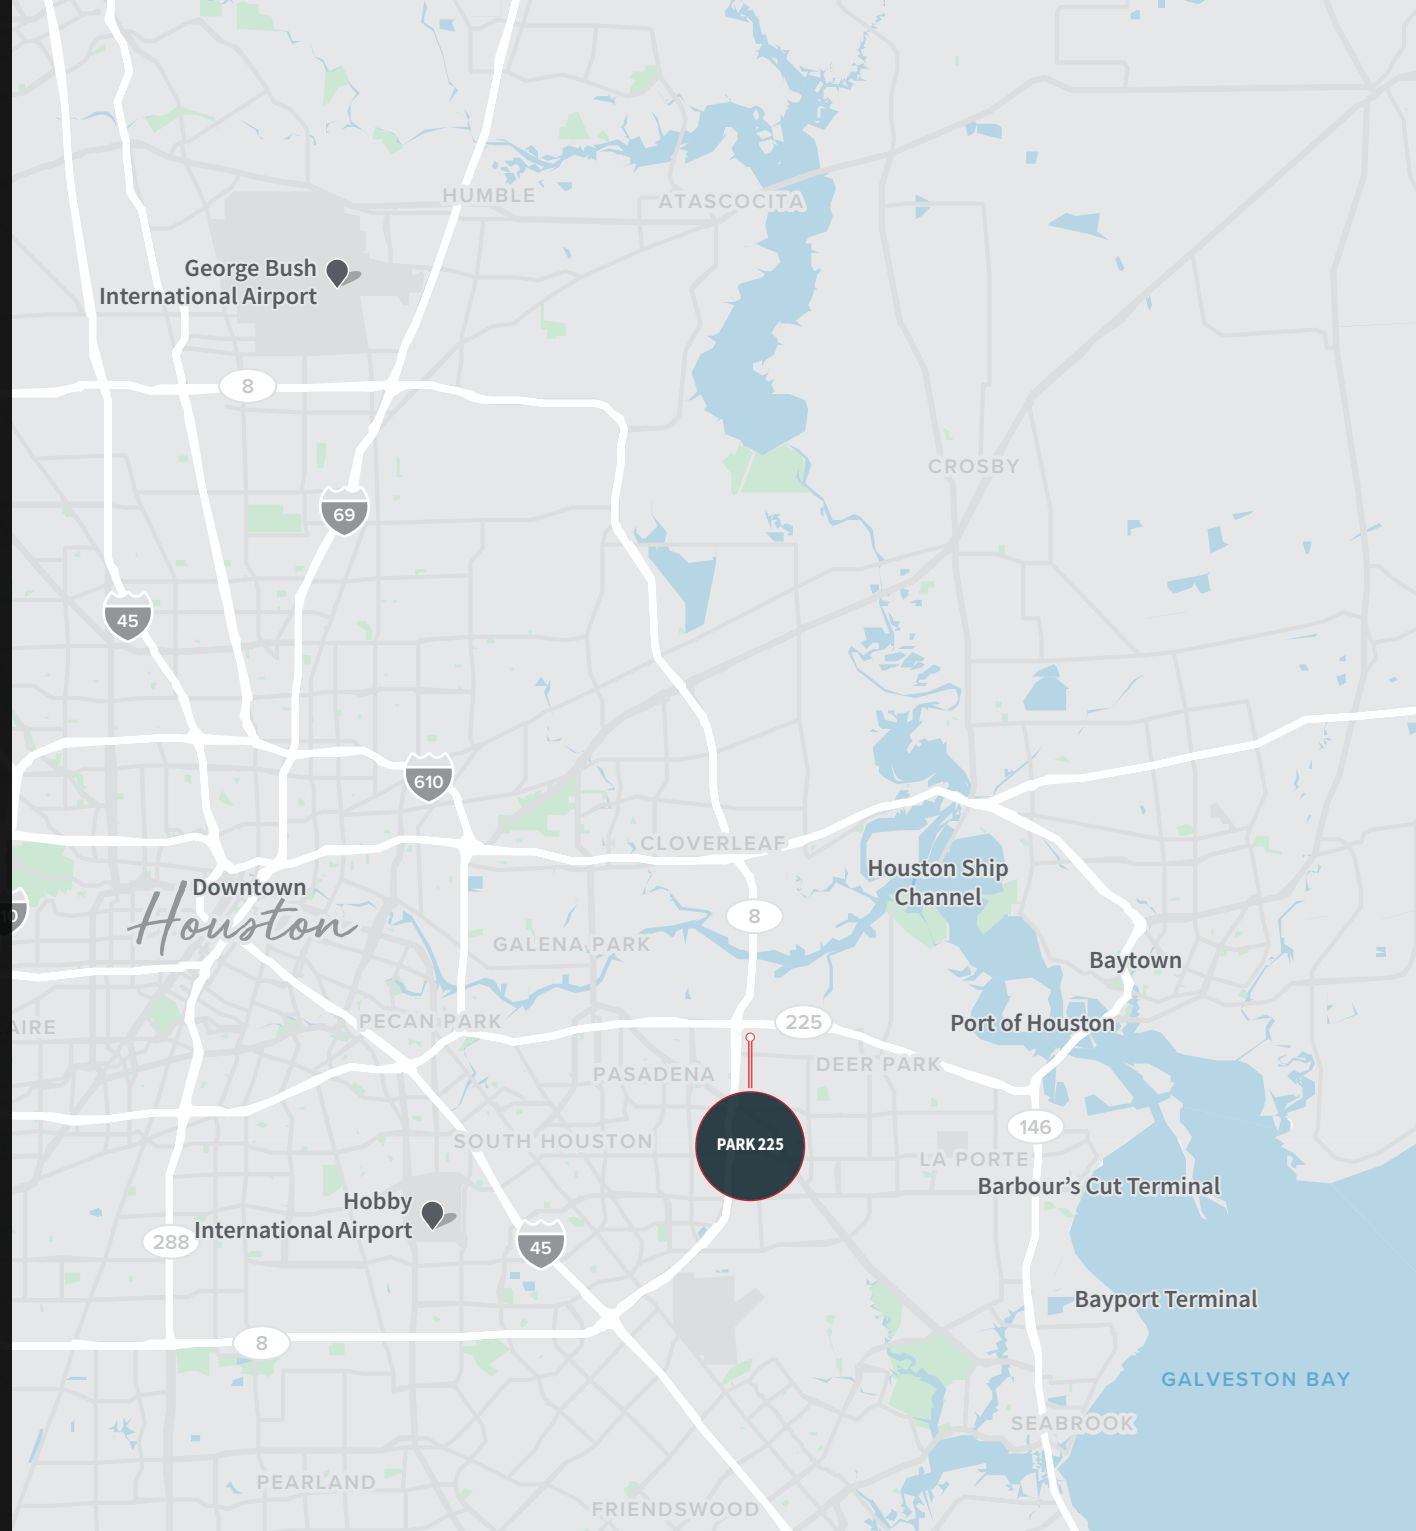 HUMBLE
ATASCOCITA
George Bush
International Airport
8
CROSBY
69
45
610
CLOVERLEAF
Houston Ship
Channel
Downtown
Houston
10
8
GALENA PARK
Baytown
AIRE
PECAN PARK
225
Port of Houston
PASADENA
DEER PARK
146
SOUTH HOUSTON
PARK 225
LA PORTE
Barbour's Cut Terminal
Hobby
International Airport
288
45
Bayport Terminal
8
GALVESTON BAY
SEABROOK
PEARLAND
FRIENDSWOOD